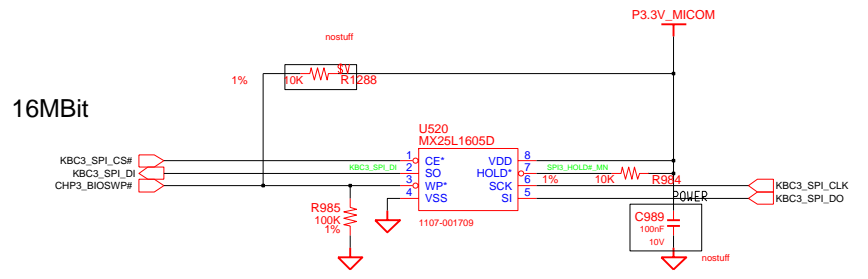 P3.3V_MICOM
nostuff
$V
1% 10K R1288
16MBit
U520
MX25L1605D
KBC3_SPI_CS# 1 CE* VDD 8
KBC3_SPI_DI KBC3_SPI_DI 2 SO HOLD* 7 SPI3_HOLD#_MN
CHP3_BIOSWP# 3 WP* SCK 6 1% 10K R984 KBC3_SPI_CLK
4 VSS SI 5 POWER KBC3_SPI_DO
R985
100K
1%
1107-001709
C989
100nF
10V
nostuff